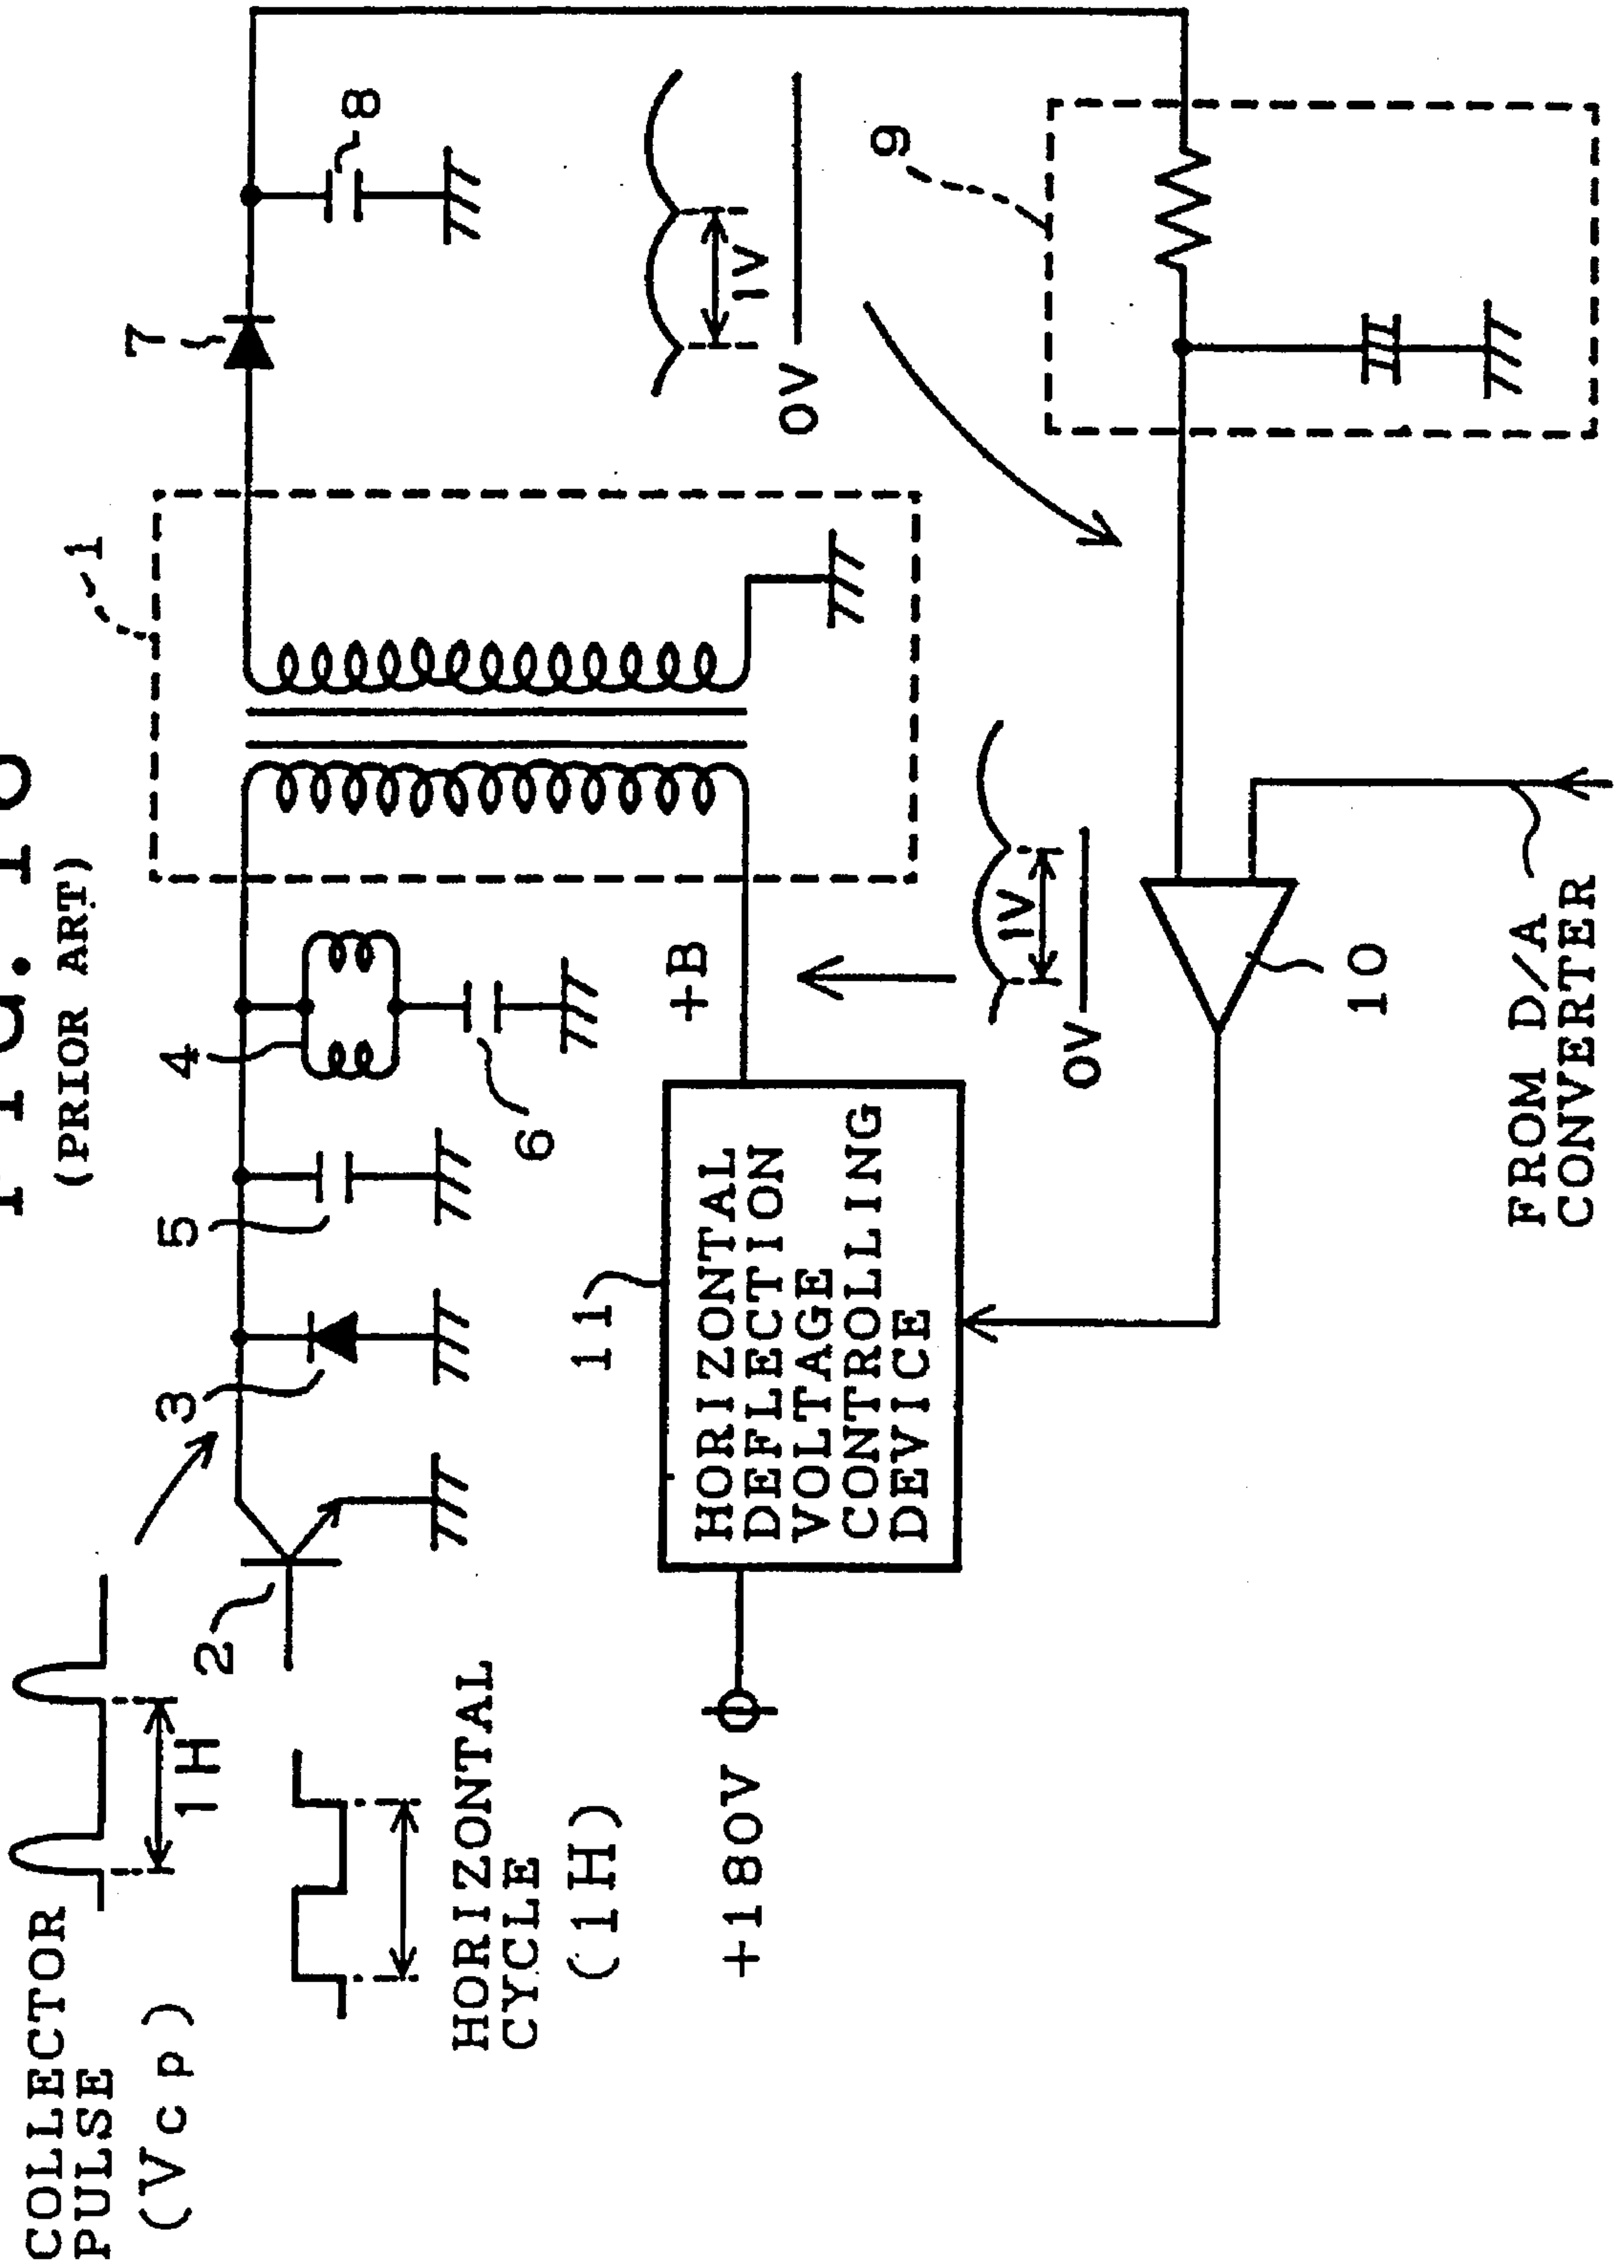 (PRIOR ART)
COLLECTOR
PULSE
(Vcp)
1H
HORIZONTAL
CYCLE
(1H)
2
3
4
5
6
1
7
8
1V
0V
9
+180V
11
HORIZONTAL
DEFLECTION
VOLTAGE
CONTROLLING
DEVICE
+B
1V
0V
10
FROM D/A
CONVERTER